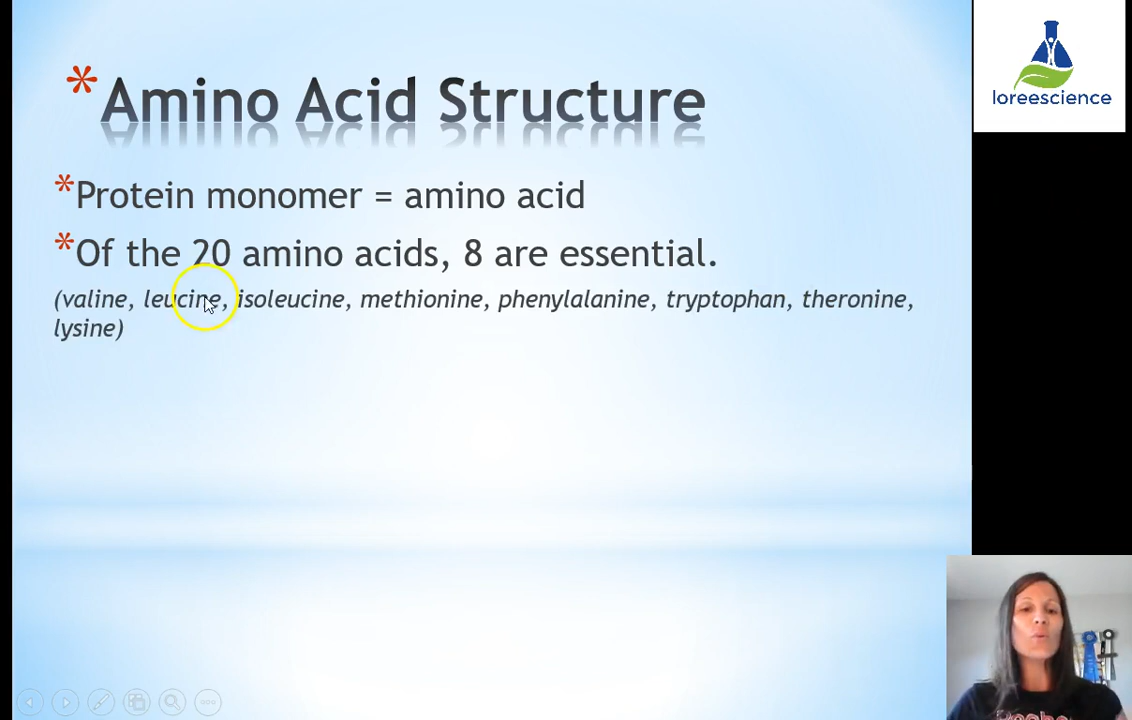 *Amino Acid Structure
*Protein monomer = amino acid
*Of the 20 amino acids, 8 are essential.
(valine, leucine, isoleucine, methionine, phenylalanine, tryptophan, theronine,
lysine)
loreescience